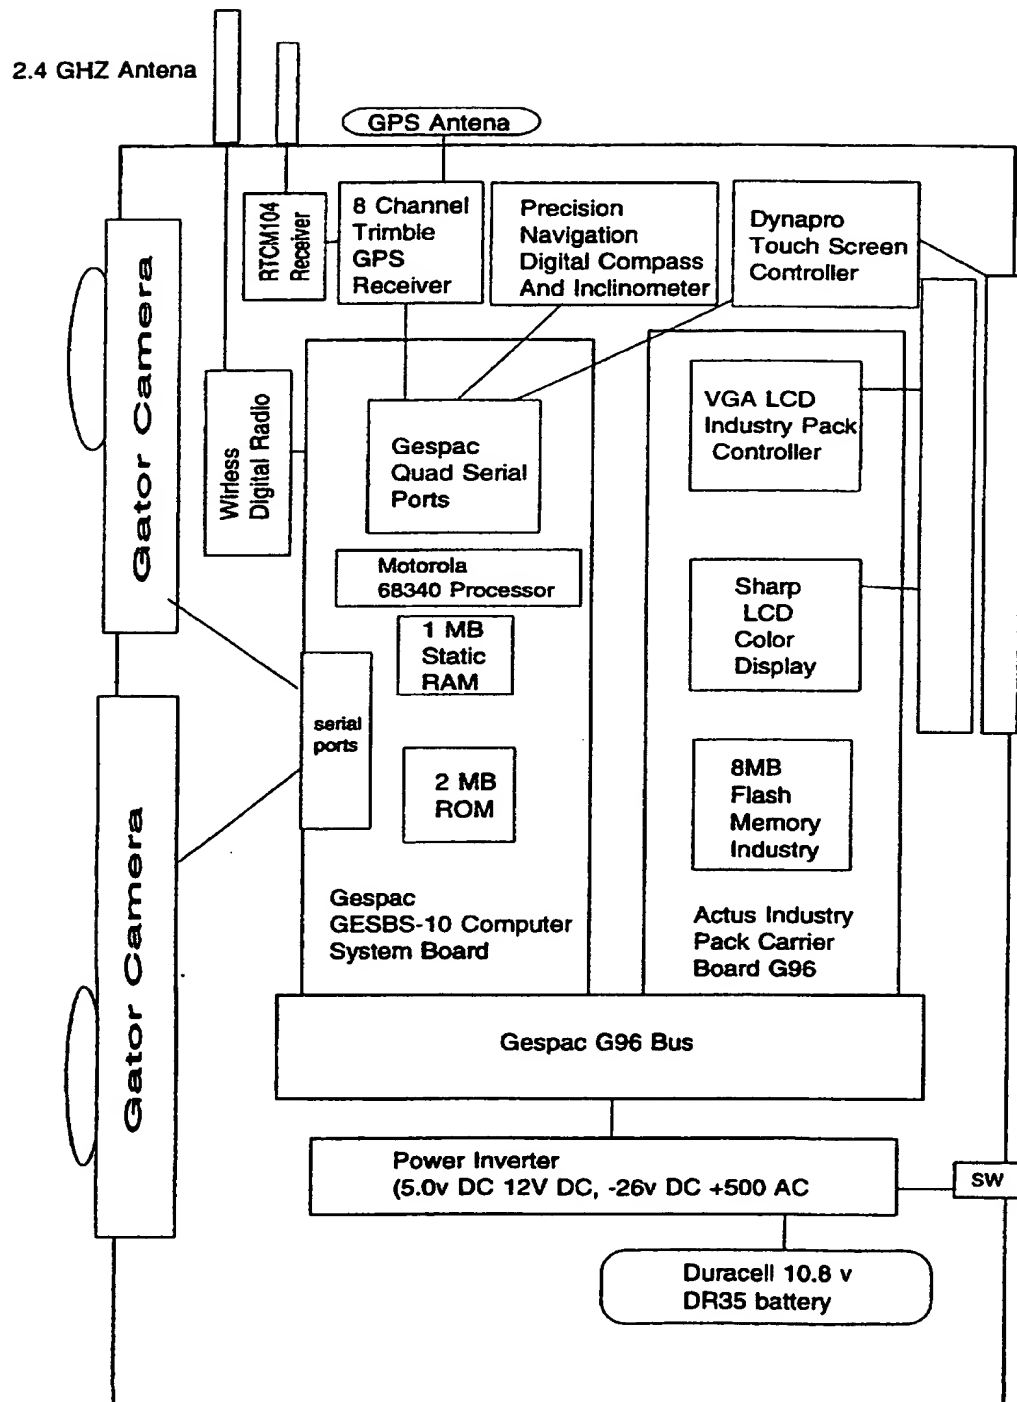 2.4 GHZ Antena
GPS Antena
RTCM104
Receiver
8 Channel
Trimble
GPS
Receiver
Precision
Navigation
Digital Compass
And Inclinometer
Dynapro
Touch Screen
Controller
Gator Camera
Wirless
Digital Radio
Gespac
Quad Serial
Ports
VGA LCD
Industry Pack
Controller
Motorola
68340 Processor
1 MB
Static
RAM
Sharp
LCD
Color
Display
serial
ports
2 MB
ROM
8MB
Flash
Memory
Industry
Gator Camera
Gespac
GESBS-10 Computer
System Board
Actus Industry
Pack Carrier
Board G96
Gespac G96 Bus
Power Inverter
(5.0v DC 12V DC, -26v DC +500 AC
SW
Duracell 10.8 v
DR35 battery